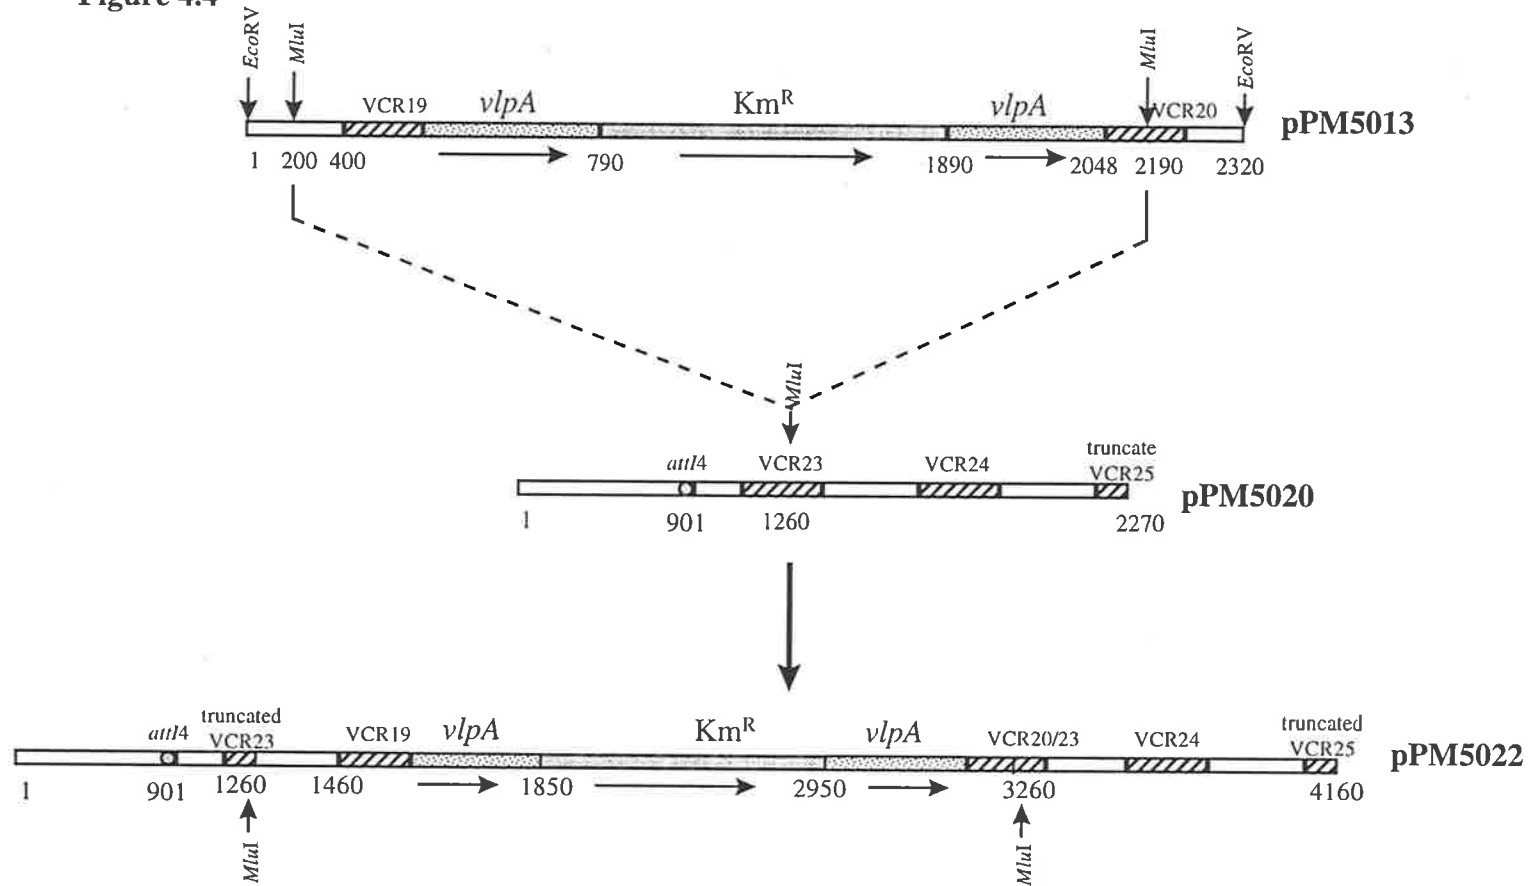 Figure 4.4
EcoRV MluI MluI EcoRV
VCR19 vlpA Km^R vlpA VCR20 pPM5013
1 200 400 790 1890 2048 2190 2320
MluI
attI4 VCR23 VCR24 truncate
VCR25 pPM5020
1 901 1260 2270
attI4 truncated
VCR23 VCR19 vlpA Km^R vlpA VCR20/23 VCR24 truncated
VCR25 pPM5022
1 901 1260 1460 1850 2950 3260 4160
MluI MluI